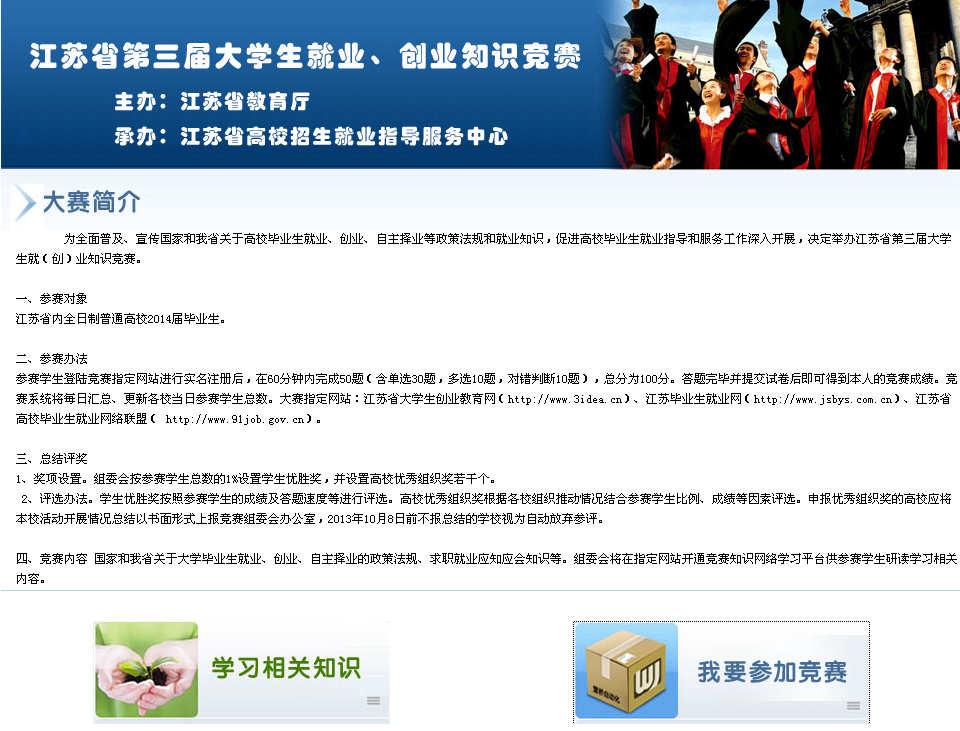 江苏省第三届大学生就业、创业知识竞赛
主办：江苏省教育厅
承办：江苏省高校招生就业指导服务中心
大赛简介
为全面普及、宣传国家和我省关于高校毕业生就业、创业、自主择业等政策法规和就业知识，促进高校毕业生就业指导和服务工作深入开展，决定举办江苏省第三届大学
生就（创）业知识竞赛。
一、参赛对象
江苏省内全日制普通高校2014届毕业生。
二、参赛办法
参赛学生登陆竞赛指定网站进行实名注册后，在60分钟内完成50题（含单选30题，多选10题，对错判断10题），总分为100分。答题完毕并提交试卷后即可得到本人的竞赛成绩。竞
赛系统将每日汇总、更新各校当日参赛学生总数。大赛指定网站：江苏省大学生创业教育网（http://www.3idea.cn）、江苏毕业生就业网（http://www.jsbys.com.cn）、江苏省
高校毕业生就业网络联盟（ http://www.91job.gov.cn）。
三、总结评奖
1、奖项设置。组委会按参赛学生总数的1%设置学生优胜奖，并设置高校优秀组织奖若干个。
2、评选办法。学生优胜奖按照参赛学生的成绩及答题速度等进行评选。高校优秀组织奖根据各校组织推动情况结合参赛学生比例、成绩等因素评选。申报优秀组织奖的高校应将
本校活动开展情况总结以书面形式上报竞赛组委会办公室，2013年10月8日前不报总结的学校视为自动放弃参评。
四、竞赛内容 国家和我省关于大学毕业生就业、创业、自主择业的政策法规、求职就业应知应会知识等。组委会将在指定网站开通竞赛知识网络学习平台供参赛学生研读学习相关
内容。
学习相关知识
我要参加竞赛